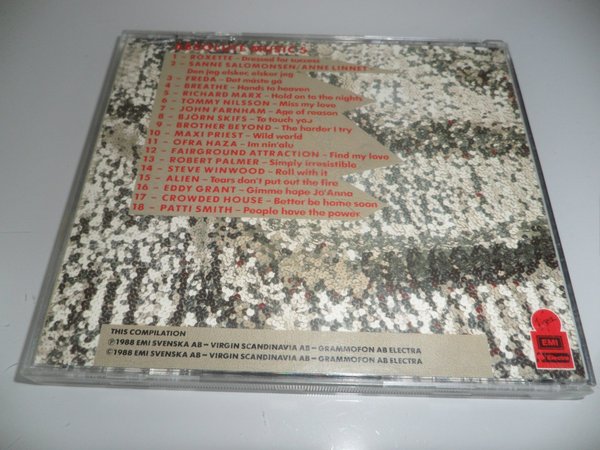 ABSOLUTE MUSIC 5
1 – ROXETTE – Dressed for success
2 – SANNE SALOMONSEN/ANNE LINNET
Den jeg elsker, elsker jeg
3 – FREDA – Det måste gå
4 – BREATHE – Hands to heaven
5 – RICHARD MARX – Hold on to the nights
6 – TOMMY NILSSON – Miss my love
7 – JOHN FARNHAM – Age of reason
8 – BJÖRN SKIFS – To touch you
9 – BROTHER BEYOND – The harder I try
10 – MAXI PRIEST – Wild world
11 – OFRA HAZA – Im nin'alu
12 – FAIRGROUND ATTRACTION – Find my love
13 – ROBERT PALMER – Simply irresistible
14 – STEVE WINWOOD – Roll with it
15 – ALIEN – Tears don't put out the fire
16 – EDDY GRANT – Gimme hope Jo'Anna
17 – CROWDED HOUSE – Better be home soon
18 – PATTI SMITH – People have the power
THIS COMPILATION
℗1988 EMI SVENSKA AB – VIRGIN SCANDINAVIA AB – GRAMMOFON AB ELECTRA
©1988 EMI SVENSKA AB – VIRGIN SCANDINAVIA AB – GRAMMOFON AB ELECTRA
Virgin
EMI
Electra